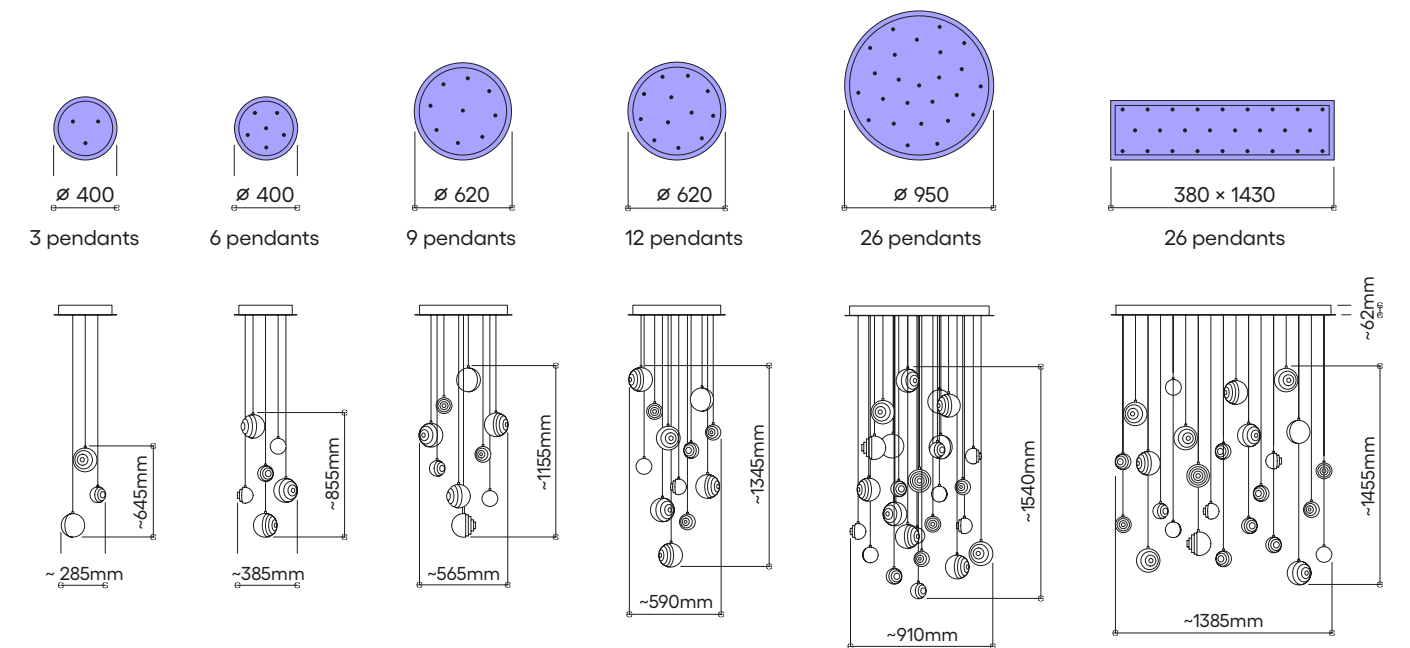 ⌀ 400
⌀ 400
⌀ 620
⌀ 620
⌀ 950
380 × 1430
3 pendants
6 pendants
9 pendants
12 pendants
26 pendants
26 pendants
~62mm
~645mm
~855mm
~1155mm
~1345mm
~1540mm
~1455mm
~ 285mm
~385mm
~565mm
~590mm
~910mm
~1385mm